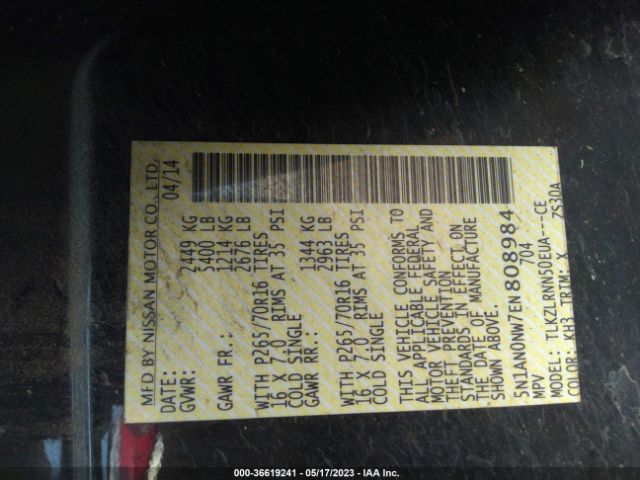 MFD BY NISSAN MOTOR CO., LTD.
DATE: 04/14
GVWR: 2449 KG
5400 LB
GAWR FR.: 1214 KG
2676 LB
WITH P265/70R16 TIRES
16 X 7.0 RIMS AT 35 PSI
COLD SINGLE
GAWR RR.: 1344 KG
2963 LB
WITH P265/70R16 TIRES
16 X 7.0 RIMS AT 35 PSI
COLD SINGLE
THIS VEHICLE CONFORMS TO
ALL APPLICABLE FEDERAL
MOTOR VEHICLE SAFETY AND
THEFT PREVENTION
STANDARDS IN EFFECT ON
THE DATE OF MANUFACTURE
SHOWN ABOVE.
5N1AN0NW7EN808984
MPV 704
MODEL: TLKZLRNN50EUA---CE
COLOR: KH3 TRIM: X ZS30A
000-36619241 - 05/17/2023 - IAA Inc.